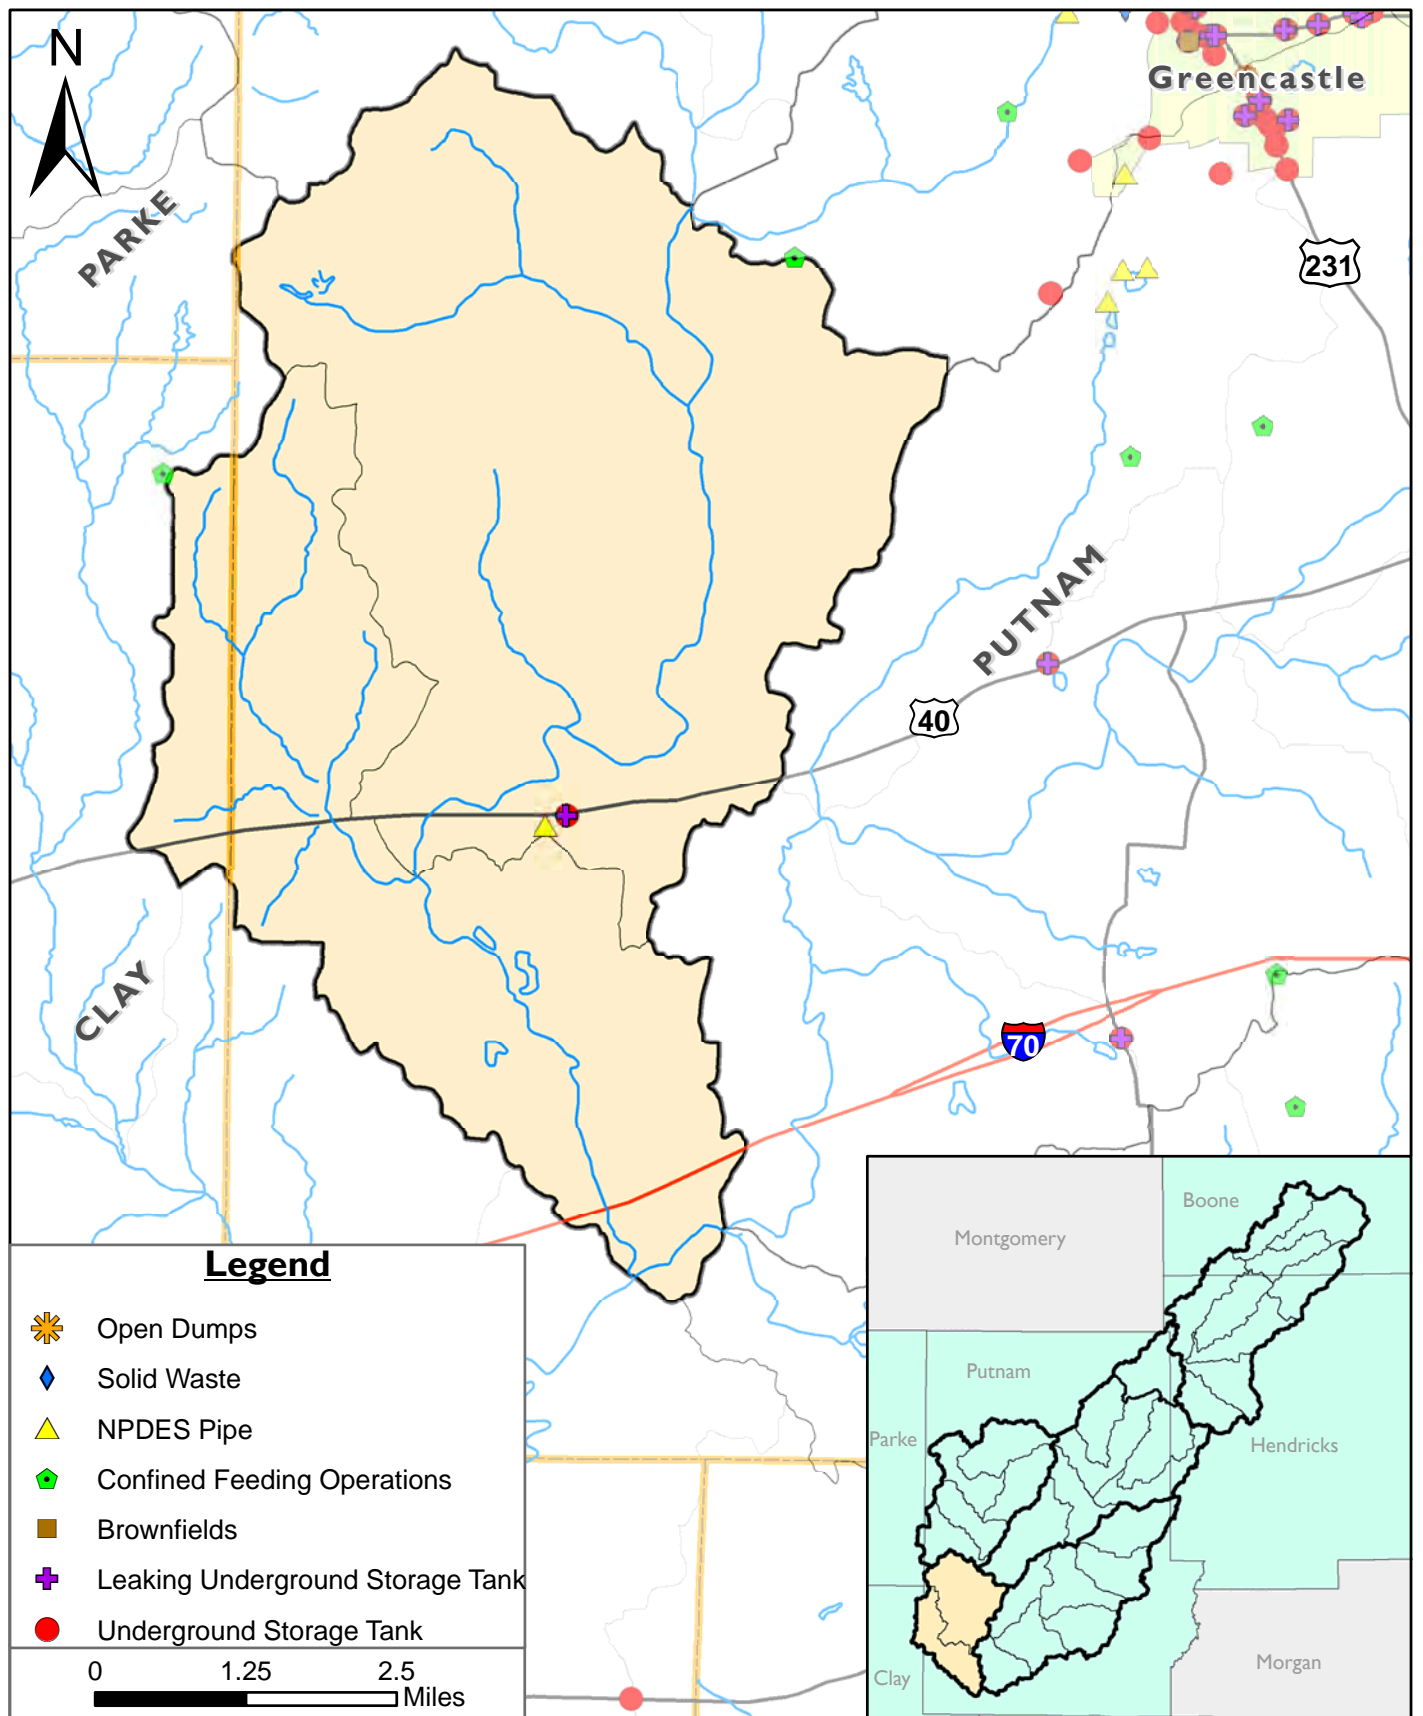 N
Greencastle
PARKE
231
PUTNAM
40
CLAY
70
Legend
Open Dumps
Solid Waste
NPDES Pipe
Confined Feeding Operations
Brownfields
Leaking Underground Storage Tank
Underground Storage Tank
0 1.25 2.5
Miles
Boone
Montgomery
Putnam
Parke
Hendricks
Clay
Morgan